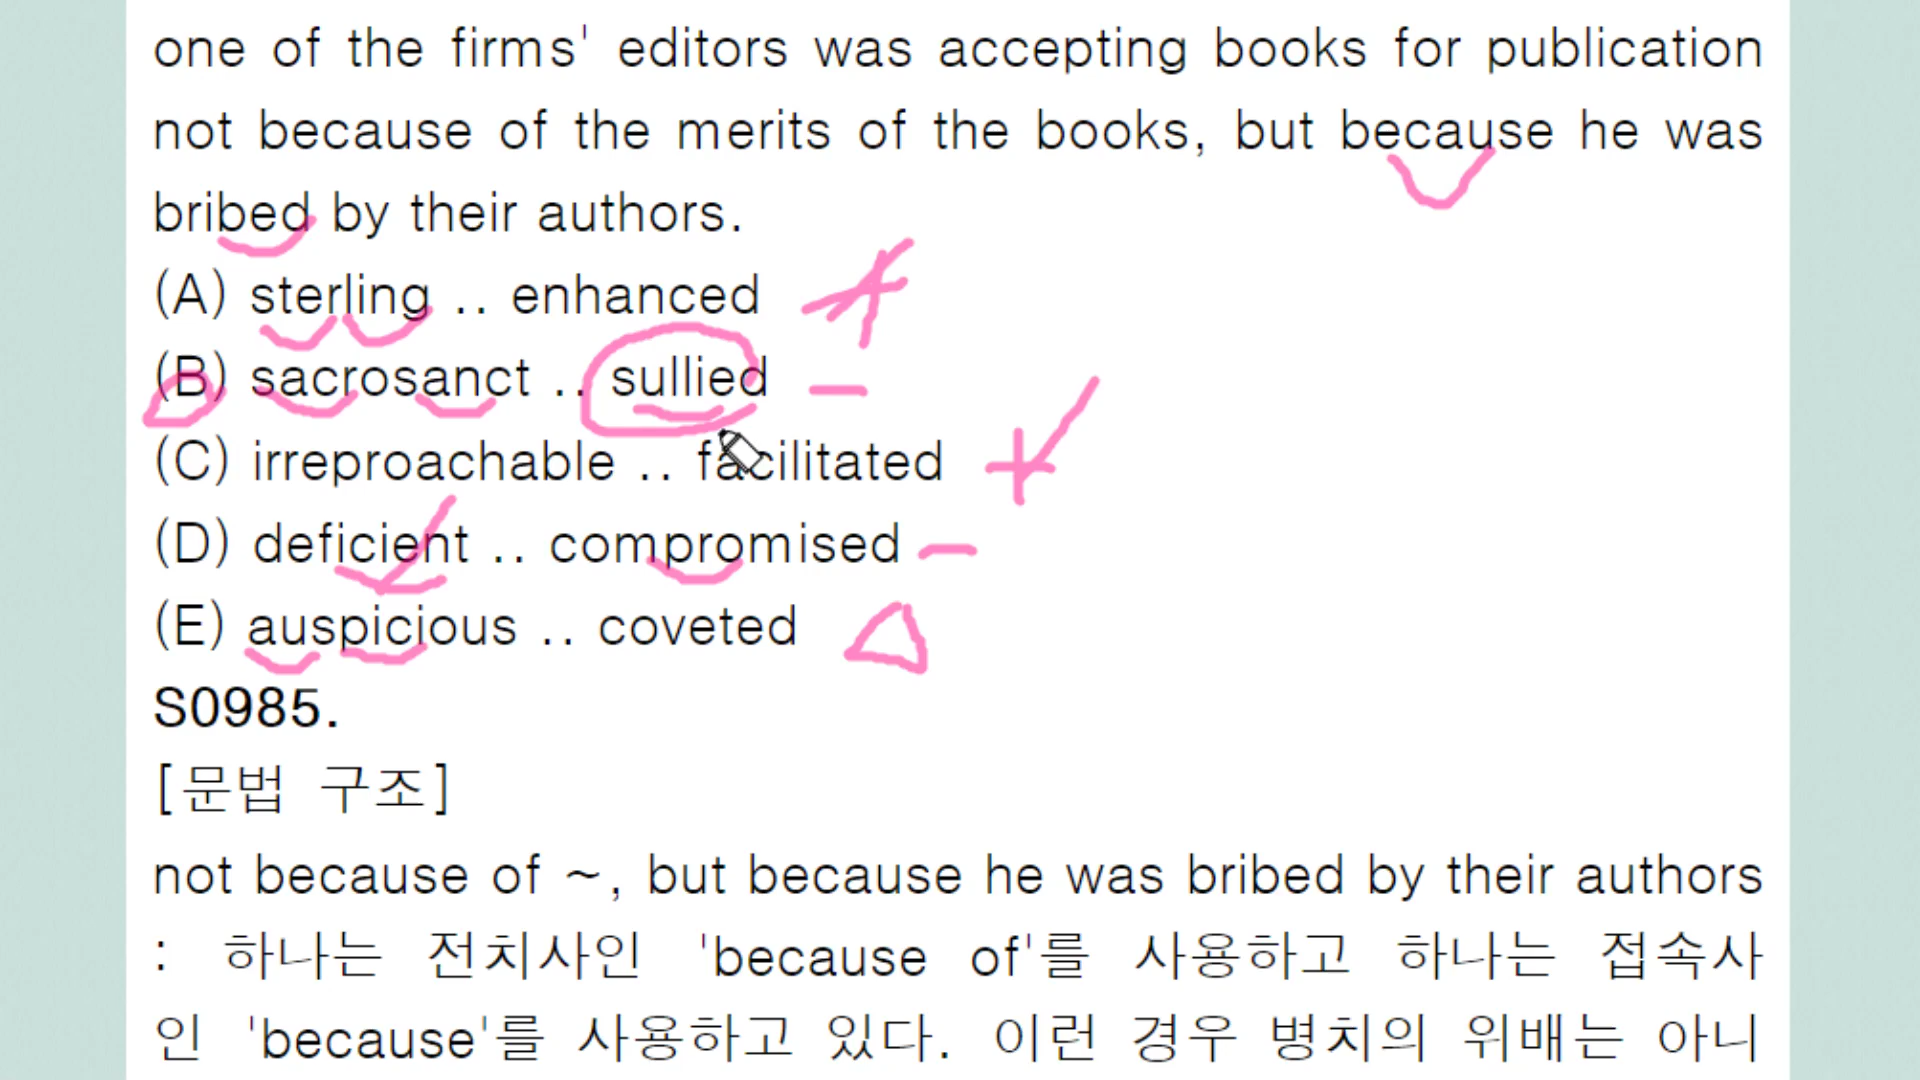 one of the firms' editors was accepting books for publication
not because of the merits of the books, but because he was
bribed by their authors.
(A) sterling .. enhanced
(B) sacrosanct .. sullied
(C) irreproachable .. facilitated
(D) deficient .. compromised
(E) auspicious .. coveted
S0985.
[문법 구조]
not because of ~, but because he was bribed by their authors
: 하나는 전치사인 'because of'를 사용하고 하나는 접속사
인 'because'를 사용하고 있다. 이런 경우 병치의 위배는 아니